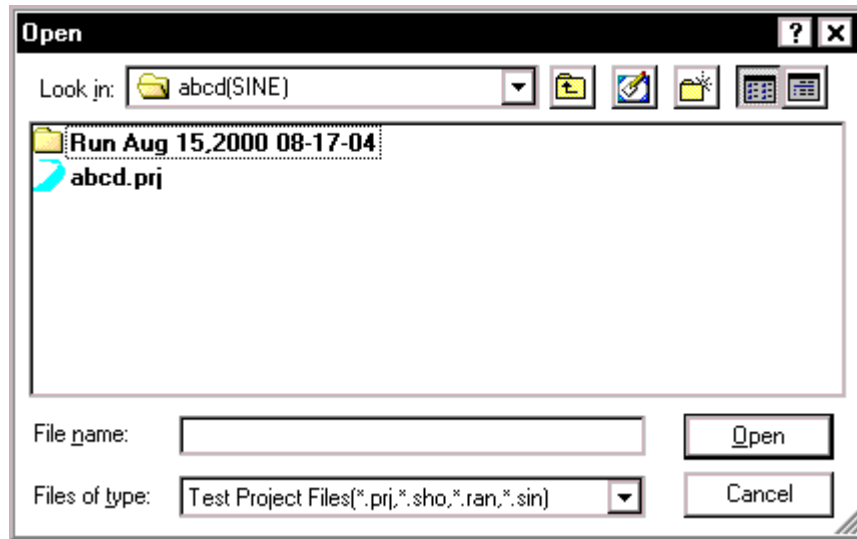 Open
Look in: abcd(SINE)
Run Aug 15,2000 08-17-04
abcd.prj
File name:
Open
Files of type: Test Project Files(*.prj,*.sho,*.ran,*.sin)
Cancel